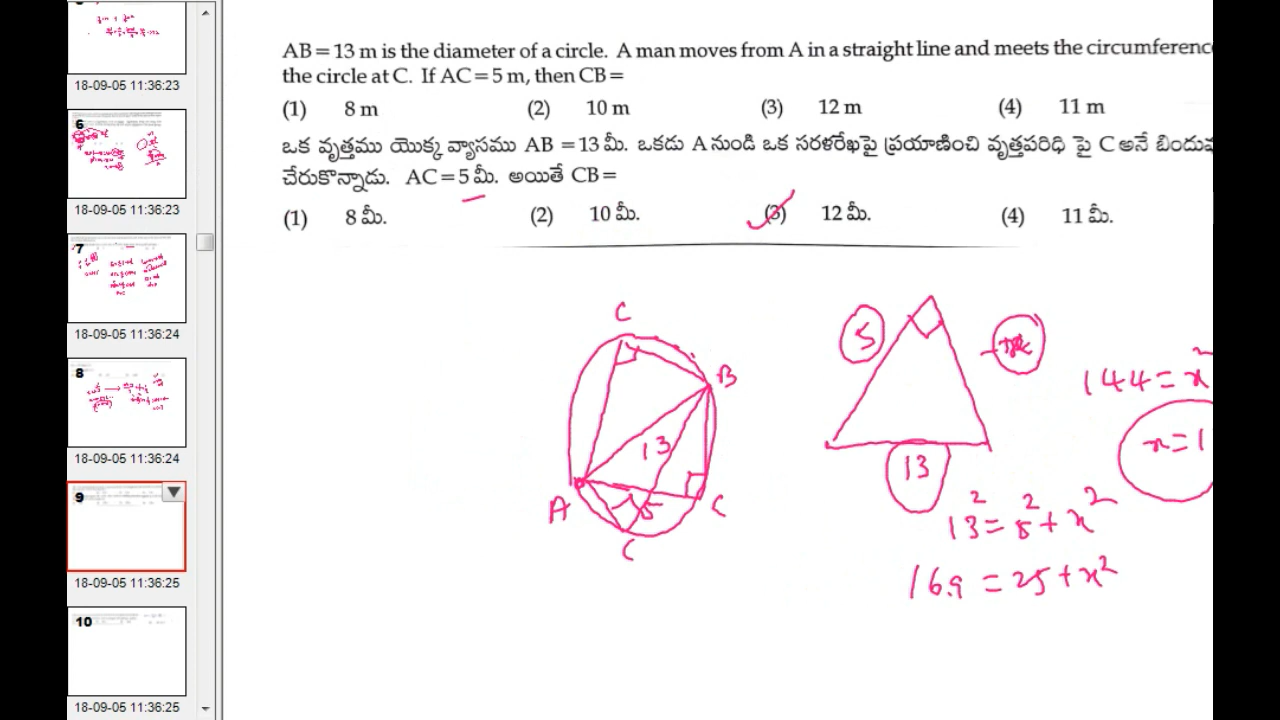 18-09-05 11:36:23
6
18-09-05 11:36:23
7
18-09-05 11:36:24
8
18-09-05 11:36:24
9
18-09-05 11:36:25
10
18-09-05 11:36:25
AB = 13 m is the diameter of a circle. A man moves from A in a straight line and meets the circumferenc
the circle at C. If AC = 5 m, then CB =
(1) 8 m (2) 10 m (3) 12 m (4) 11 m
ఒక వృత్తము యొక్క వ్యాసము AB = 13 మీ. ఒకడు A నుండి ఒక సరళరేఖపై ప్రయాణించి వృత్తపరిధి పై C అనే
చేరుకొన్నాడు. AC = 5 మీ. అయితే CB =
(1) 8 మీ. (2) 10 మీ. (3) 12 మీ. (4) 11 మీ.
C
B
13
A
5
C
C
5
13
13² = 5² + x²
169 = 25 + x²
144 = x²
x = 1